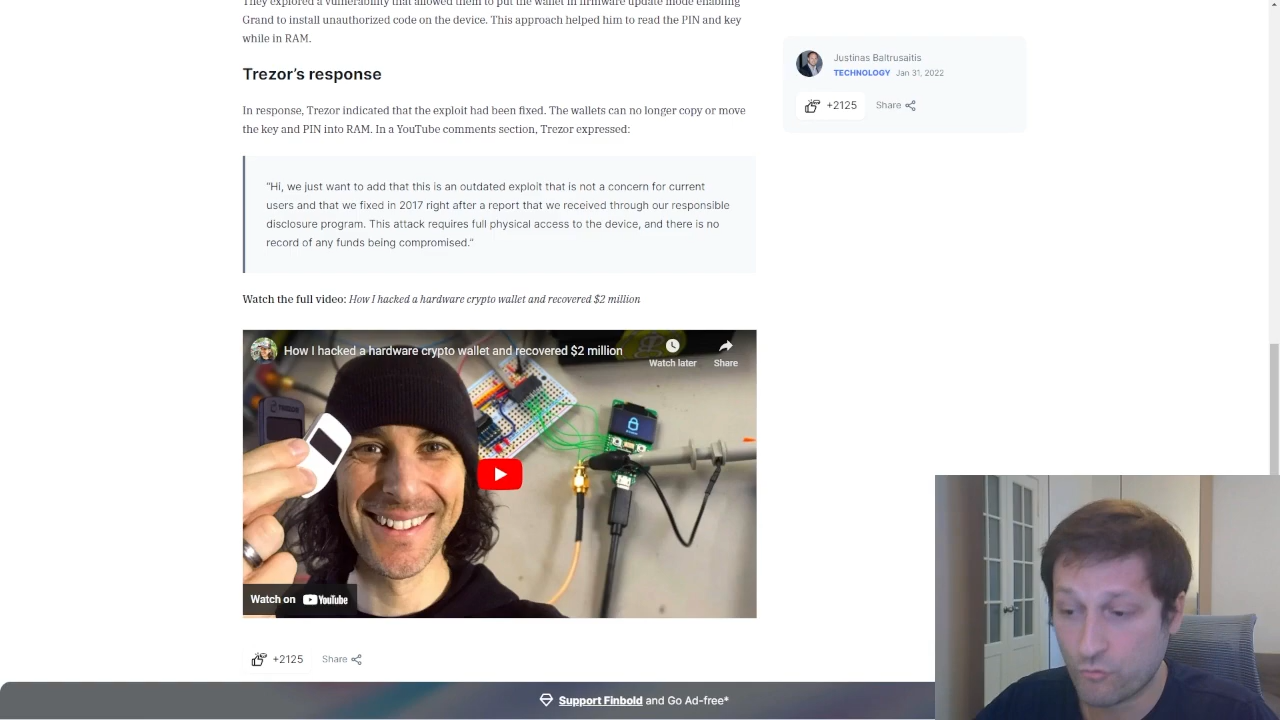 They explored a vulnerability that allowed them to put the wallet in firmware update mode enabling
Grand to install unauthorized code on the device. This approach helped him to read the PIN and key
while in RAM.
Trezor’s response
In response, Trezor indicated that the exploit had been fixed. The wallets can no longer copy or move
the key and PIN into RAM. In a YouTube comments section, Trezor expressed:
“Hi, we just want to add that this is an outdated exploit that is not a concern for current
users and that we fixed in 2017 right after a report that we received through our responsible
disclosure program. This attack requires full physical access to the device, and there is no
record of any funds being compromised.”
Watch the full video: How I hacked a hardware crypto wallet and recovered $2 million
How I hacked a hardware crypto wallet and recovered $2 million
Watch later
Share
Watch on YouTube
+2125 Share
Justinas Baltrusaitis
TECHNOLOGY Jan 31, 2022
+2125 Share
Support Finbold and Go Ad-free*